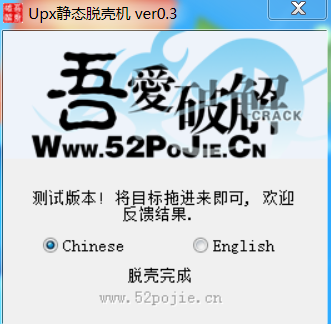 Upx静态脱壳机 ver0.3
吾愛破解
CRACK
WWW.52POJIE.CN
测试版本! 将目标拖进来即可, 欢迎
反馈结果.
Chinese English
脱壳完成
www.52pojie.cn